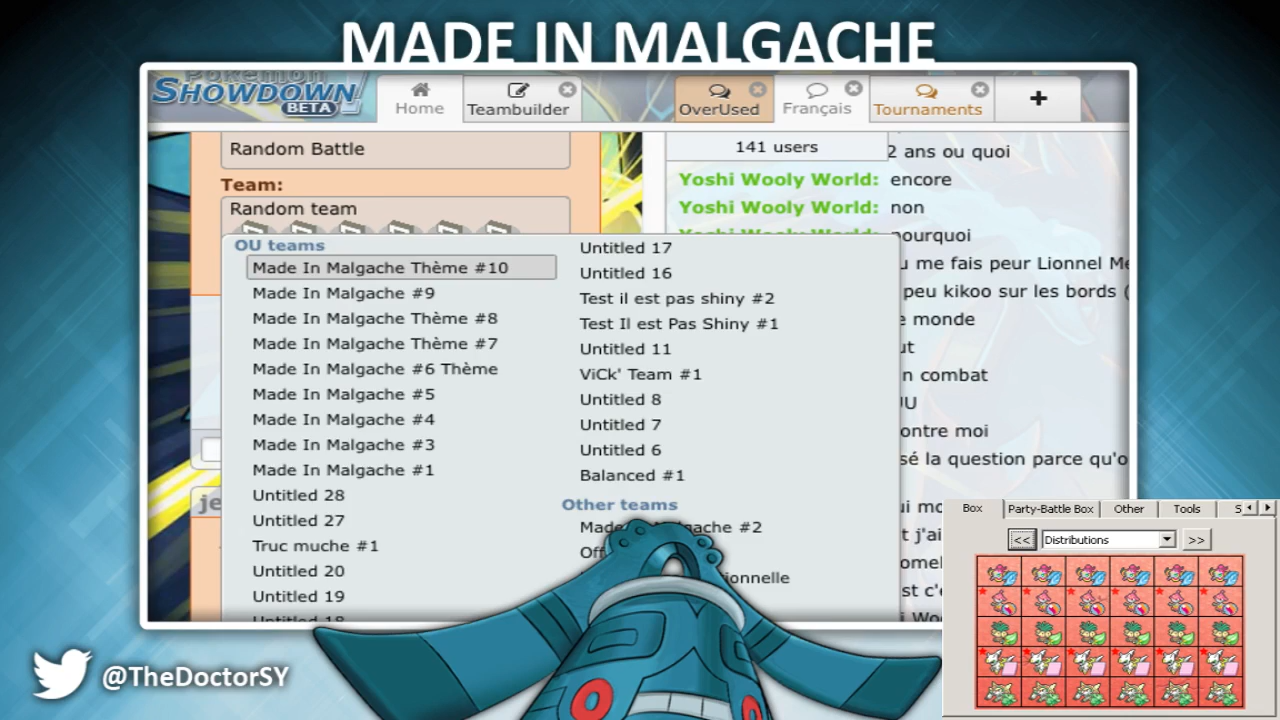 MADE IN MALGACHE
Pokémon
SHOWDOWN
BETA
Home
Teambuilder
OverUsed
Français
Tournaments
+
Random Battle
Team:
Random team
OU teams
Made In Malgache Thème #10
Made In Malgache #9
Made In Malgache Thème #8
Made In Malgache Thème #7
Made In Malgache #6 Thème
Made In Malgache #5
Made In Malgache #4
Made In Malgache #3
Made In Malgache #1
Untitled 28
Untitled 27
Truc muche #1
Untitled 20
Untitled 19
Untitled 18
Untitled 17
Untitled 16
Test il est pas shiny #2
Test Il est Pas Shiny #1
Untitled 11
ViCk' Team #1
Untitled 8
Untitled 7
Untitled 6
Balanced #1
Other teams
#2
141 users
2 ans ou quoi
Yoshi Wooly World: encore
Yoshi Wooly World: non
Yoshi Wooly World: pourquoi
me fais peur Lionnel
peu kikoo sur les bords (
monde
combat
moi
la question parce qu'o
j'ai
Box
Party-Battle Box
Other
Tools
<<
Distributions
>>
@TheDoctorSY